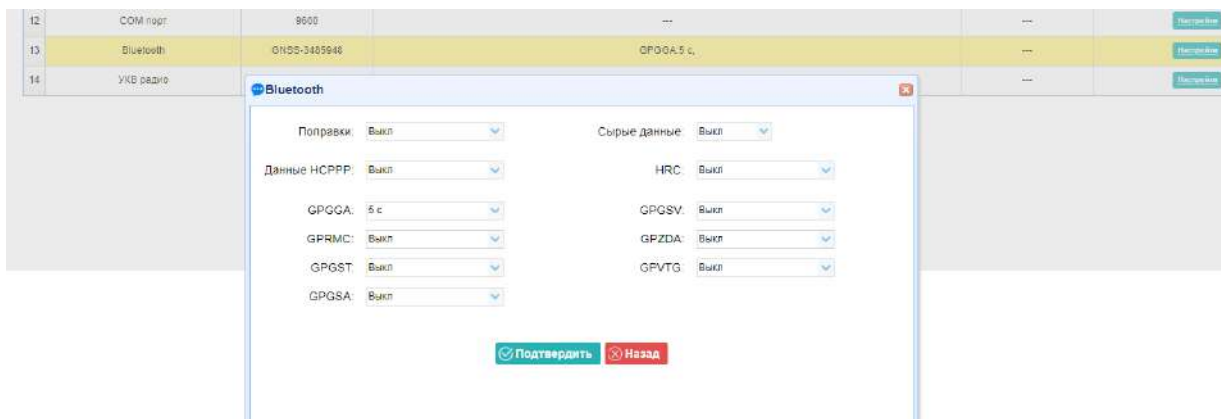 12 COM порт 9600 --- --- Настройки
13 Bluetooth GNSS-3485948 GPGGA:5 с, --- Настройки
14 УКВ радио --- Настройки
Bluetooth
Поправки: Выкл Сырые данные: Выкл
Данные HCPPP: Выкл HRC: Выкл
GPGGA: 5 с GPGSV: Выкл
GPRMC: Выкл GPZDA: Выкл
GPGST: Выкл GPVTG: Выкл
GPGSA: Выкл
Подтвердить Назад